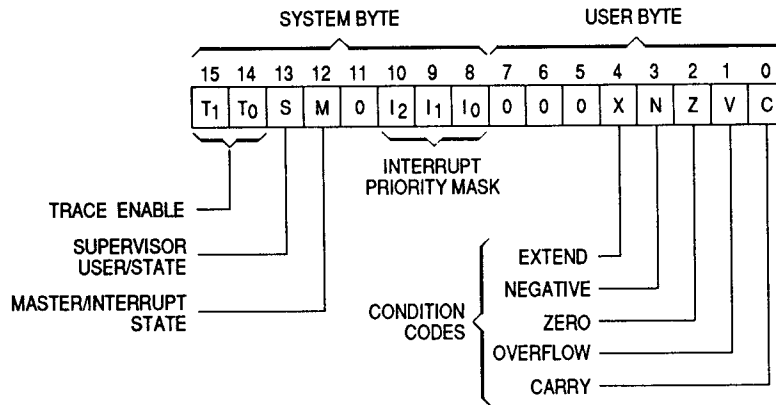 SYSTEM BYTE USER BYTE
15 14 13 12 11 10 9 8 7 6 5 4 3 2 1 0
T1 T0 S M 0 I2 I1 I0 0 0 0 X N Z V C
INTERRUPT
PRIORITY MASK
TRACE ENABLE
SUPERVISOR
USER/STATE
MASTER/INTERRUPT
STATE
CONDITION
CODES
EXTEND
NEGATIVE
ZERO
OVERFLOW
CARRY